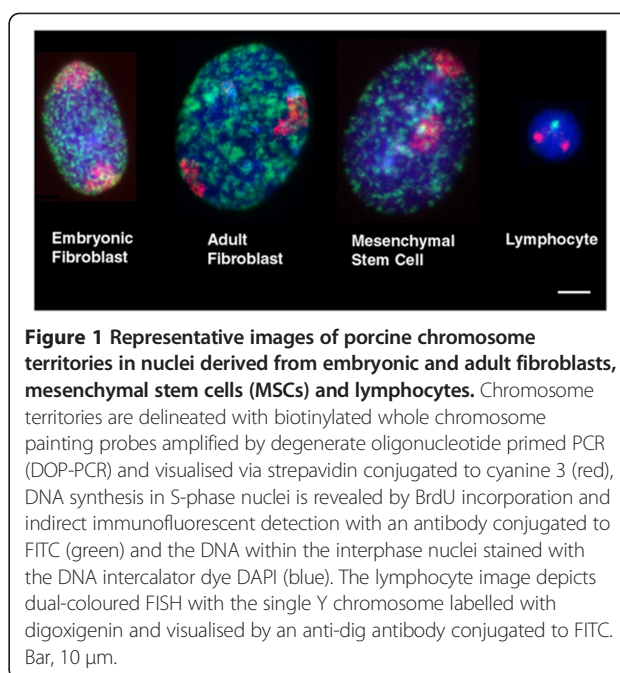 Embryonic Fibroblast
Adult Fibroblast
Mesenchymal Stem Cell
Lymphocyte
Figure 1 Representative images of porcine chromosome
territories in nuclei derived from embryonic and adult fibroblasts,
mesenchymal stem cells (MSCs) and lymphocytes. Chromosome
territories are delineated with biotinylated whole chromosome
painting probes amplified by degenerate oligonucleotide primed PCR
(DOP-PCR) and visualised via strepavidin conjugated to cyanine 3 (red),
DNA synthesis in S-phase nuclei is revealed by BrdU incorporation and
indirect immunofluorescent detection with an antibody conjugated to
FITC (green) and the DNA within the interphase nuclei stained with
the DNA intercalator dye DAPI (blue). The lymphocyte image depicts
dual-coloured FISH with the single Y chromosome labelled with
digoxigenin and visualised by an anti-dig antibody conjugated to FITC.
Bar, 10 μm.